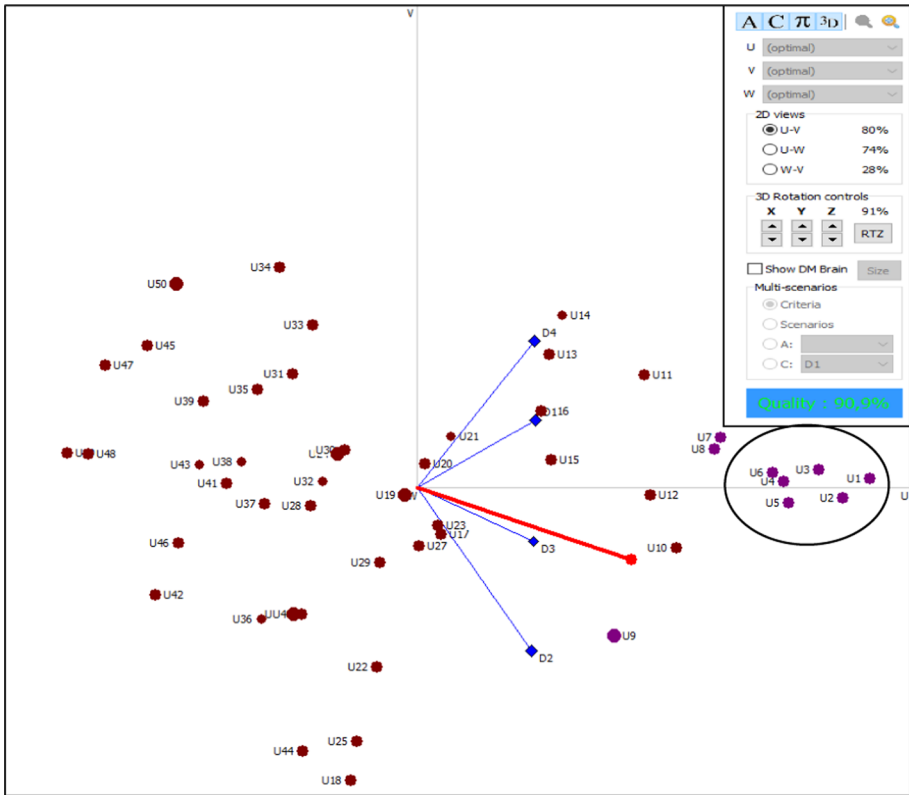 V
A C π 3D
U (optimal)
V (optimal)
W (optimal)
2D views
U-V 80%
U-W 74%
W-V 28%
3D Rotation controls
X Y Z 91%
RTZ
Show DM Brain Size
Multi-scenarios
Criteria
Scenarios
A:
C: D1
Quality : 90,9%
U34
U50
U14
U33
D4
U45
U13
U47
U31
U11
U35
U39
D1
16
U21
U7
U30
U8
U48
U15
U43
U38
U20
U6
U3
U41
U32
U4
U1
U19
W
U12
U2
U
U37
U28
U5
U23
U17
U46
U27
D3
U10
U29
U42
U36
U9
D2
U22
U25
U44
U18